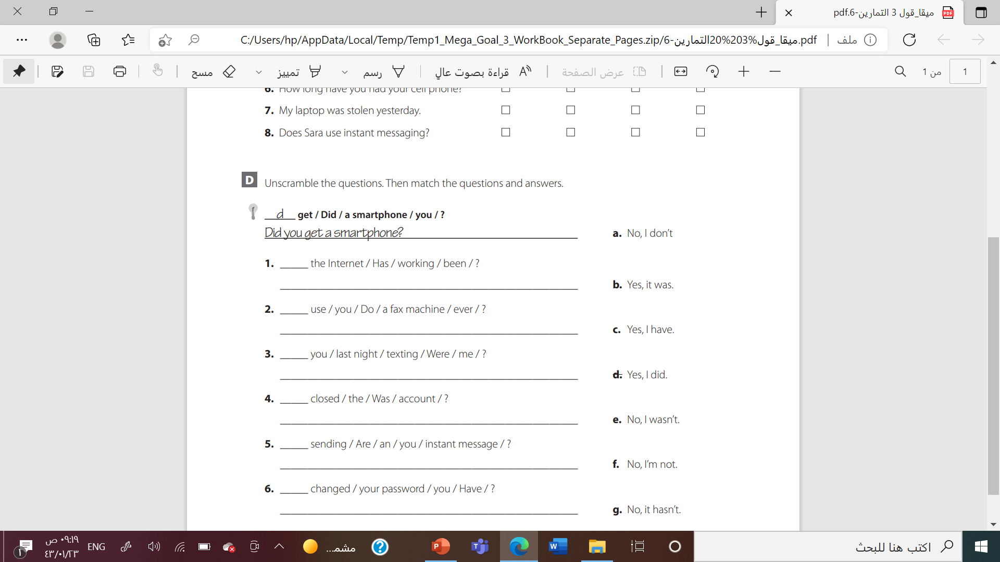 ميقا_قول 3 التمارين-6.pdf
C:/Users/hp/AppData/Local/Temp/Temp1_Mega_Goal_3_WorkBook_Separate_Pages.zip/6-ميقا_قول%203%20التمارين.pdf
ملف
1 من 1
عرض الصفحة
قراءة بصوت عالٍ
رسم
تمييز
مسح
6. How long have you had your cell phone?
7. My laptop was stolen yesterday.
8. Does Sara use instant messaging?
D Unscramble the questions. Then match the questions and answers.
d get / Did / a smartphone / you / ?
Did you get a smartphone?
a. No, I don't
1. _____ the Internet / Has / working / been / ?
b. Yes, it was.
2. _____ use / you / Do / a fax machine / ever / ?
c. Yes, I have.
3. _____ you / last night / texting / Were / me / ?
d. Yes, I did.
4. _____ closed / the / Was / account / ?
e. No, I wasn't.
5. _____ sending / Are / an / you / instant message / ?
f. No, I'm not.
6. _____ changed / your password / you / Have / ?
g. No, it hasn't.
اكتب هنا للبحث
مشمـ...
ENG
٠٩:١٩ ص
٤٣/٠١/٢٣
١